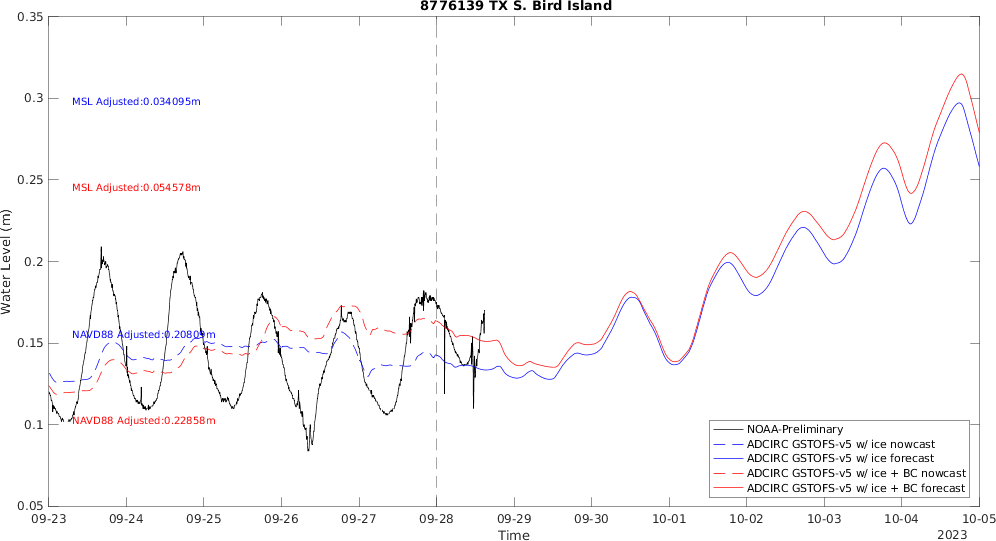 8776139 TX S. Bird Island
0.35
0.3
0.25
0.2
0.15
0.1
0.05
Water Level (m)
MSL Adjusted:0.034095m
MSL Adjusted:0.054578m
NAVD88 Adjusted:0.20809m
NAVD88 Adjusted:0.22858m
NOAA-Preliminary
ADCIRC GSTOFS-v5 w/ ice nowcast
ADCIRC GSTOFS-v5 w/ ice forecast
ADCIRC GSTOFS-v5 w/ ice + BC nowcast
ADCIRC GSTOFS-v5 w/ ice + BC forecast
09-23 09-24 09-25 09-26 09-27 09-28 09-29 09-30 10-01 10-02 10-03 10-04 10-05
Time
2023